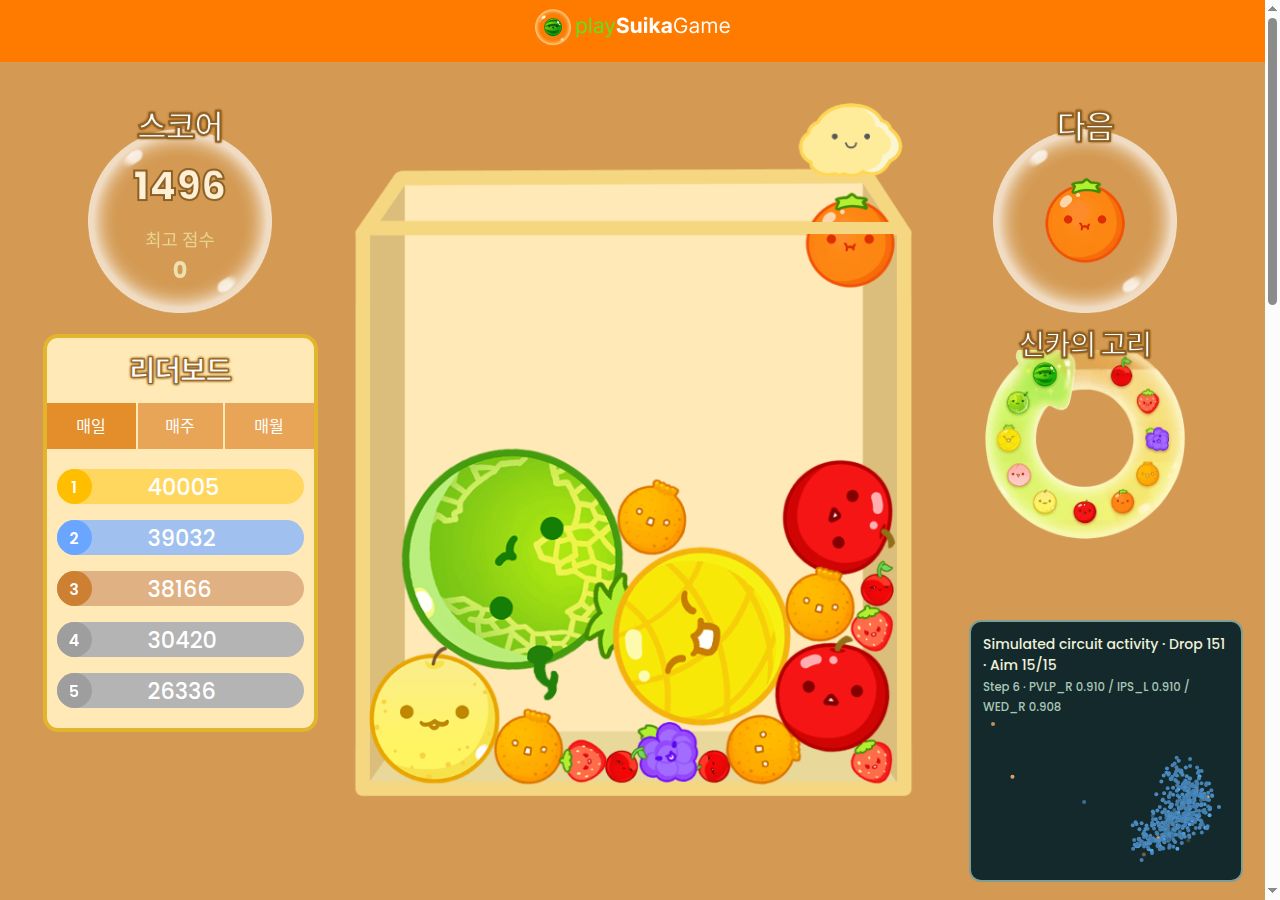 playSuikaGame
스코어
1496
최고 점수
0
리더보드
매일
매주
매월
1 40005
2 39032
3 38166
4 30420
5 26336
다음
신카의 고리
Simulated circuit activity · Drop 151
· Aim 15/15
Step 6 · PVLP_R 0.910 / IPS_L 0.910 /
WED_R 0.908